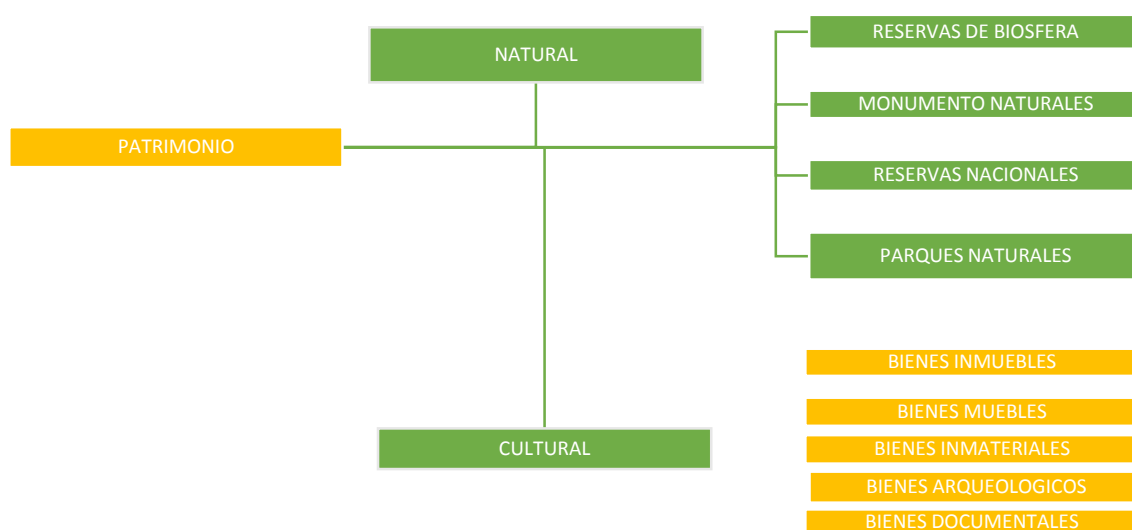 PATRIMONIO
NATURAL
RESERVAS DE BIOSFERA
MONUMENTO NATURALES
RESERVAS NACIONALES
PARQUES NATURALES
CULTURAL
BIENES INMUEBLES
BIENES MUEBLES
BIENES INMATERIALES
BIENES ARQUEOLOGICOS
BIENES DOCUMENTALES